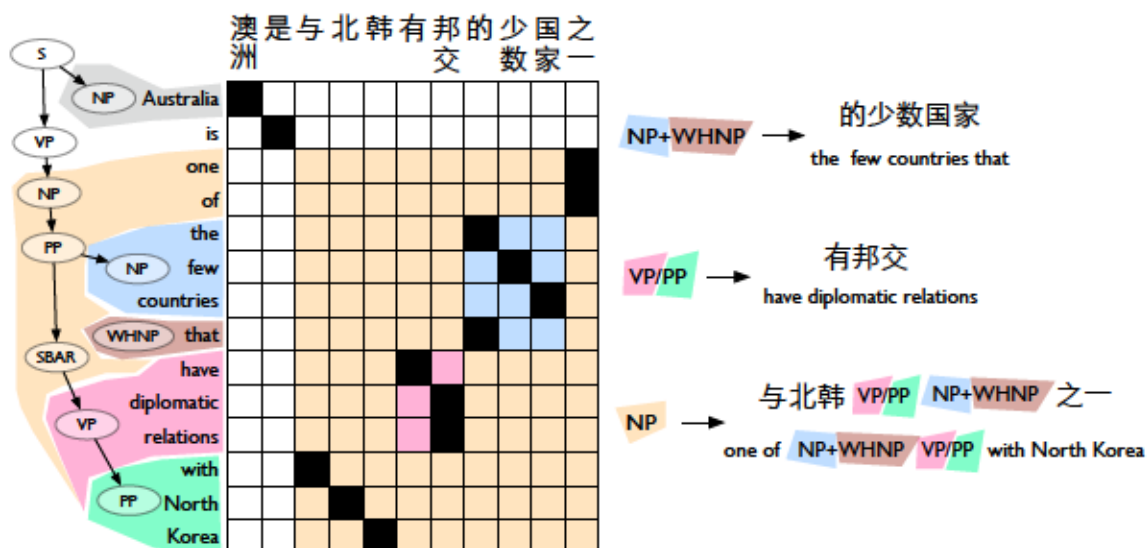 澳洲 是 与 北 韩 有 邦交 的 少数 国家 之一
S
NP Australia
is
VP
one
NP
of
the
PP
NP few
countries
WHNP that
SBAR
have
diplomatic
VP
relations
with
PP North
Korea
NP+WHNP 的少数国家
the few countries that
VP/PP 有邦交
have diplomatic relations
NP 与北韩 VP/PP NP+WHNP 之一
one of NP+WHNP VP/PP with North Korea